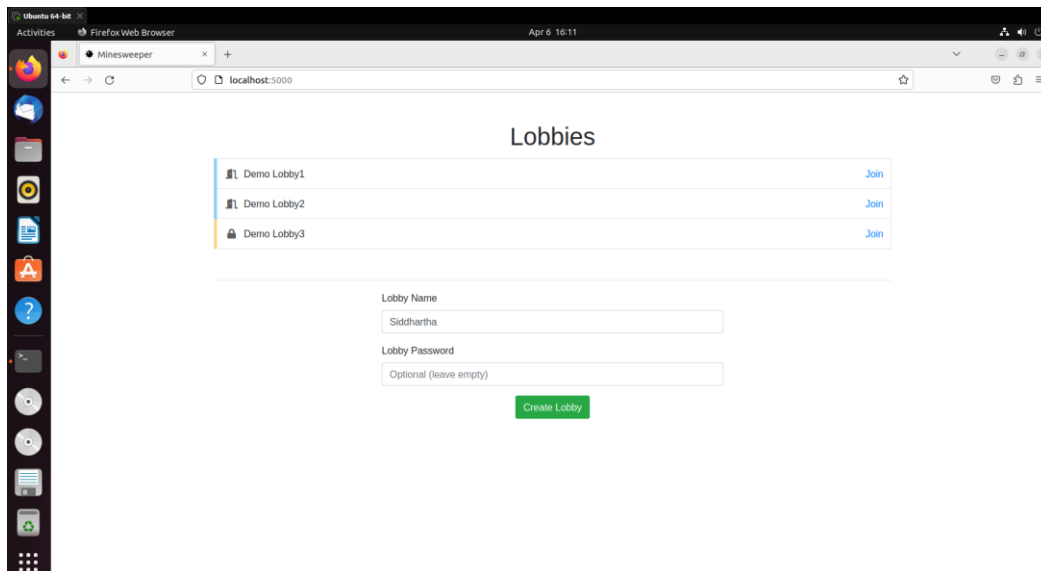 Ubuntu 64-bit
Activities Firefox Web Browser Apr 6 16:11
Minesweeper
localhost:5000
Lobbies
Demo Lobby1 Join
Demo Lobby2 Join
Demo Lobby3 Join
Lobby Name
Siddhartha
Lobby Password
Optional (leave empty)
Create Lobby